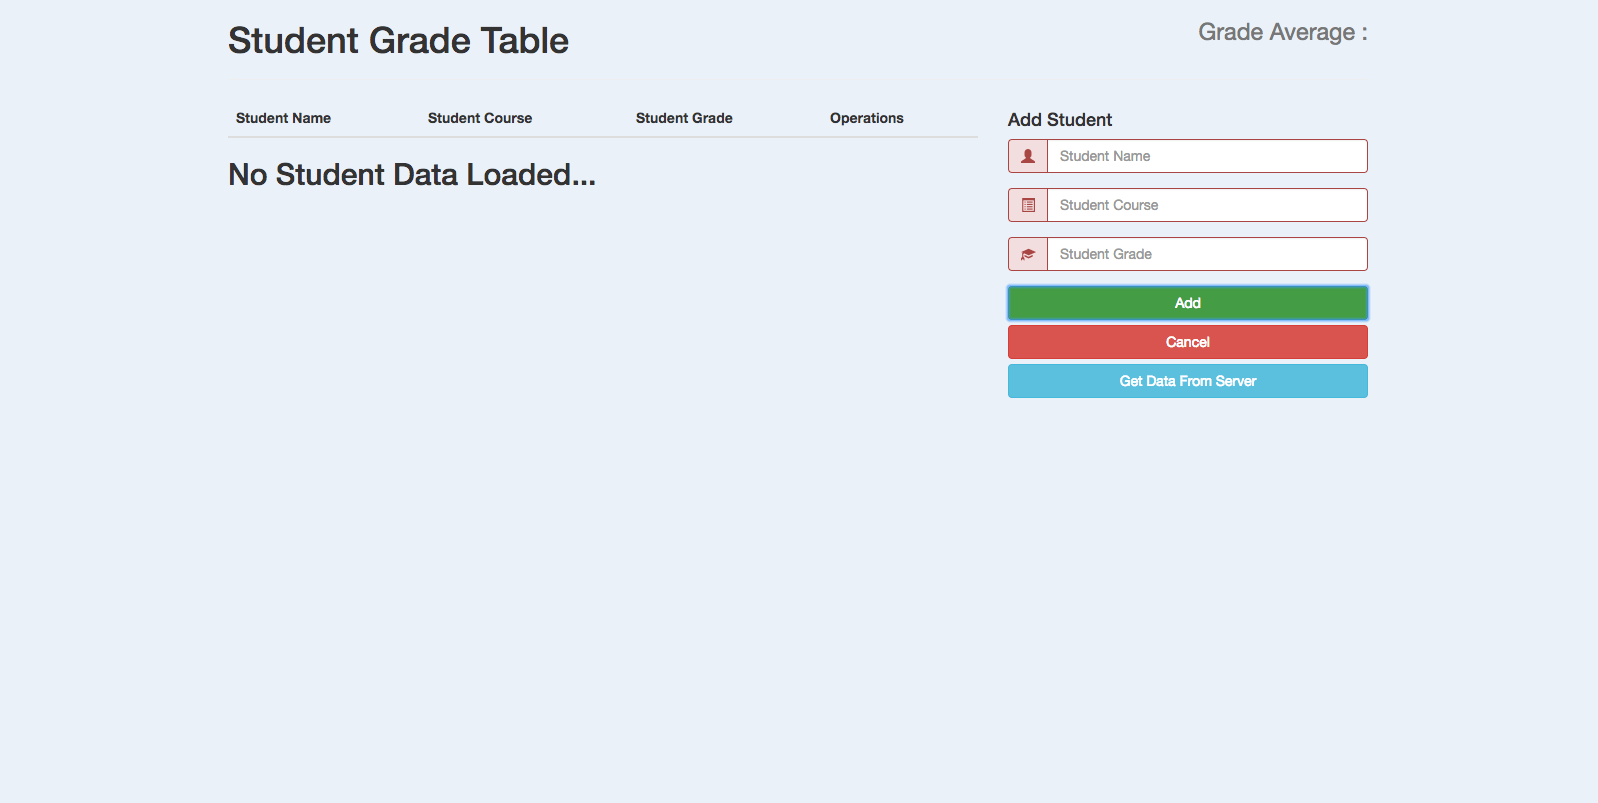 Student Grade Table
Grade Average :
Student Name Student Course Student Grade Operations
No Student Data Loaded...
Add Student
Student Name
Student Course
Student Grade
Add
Cancel
Get Data From Server